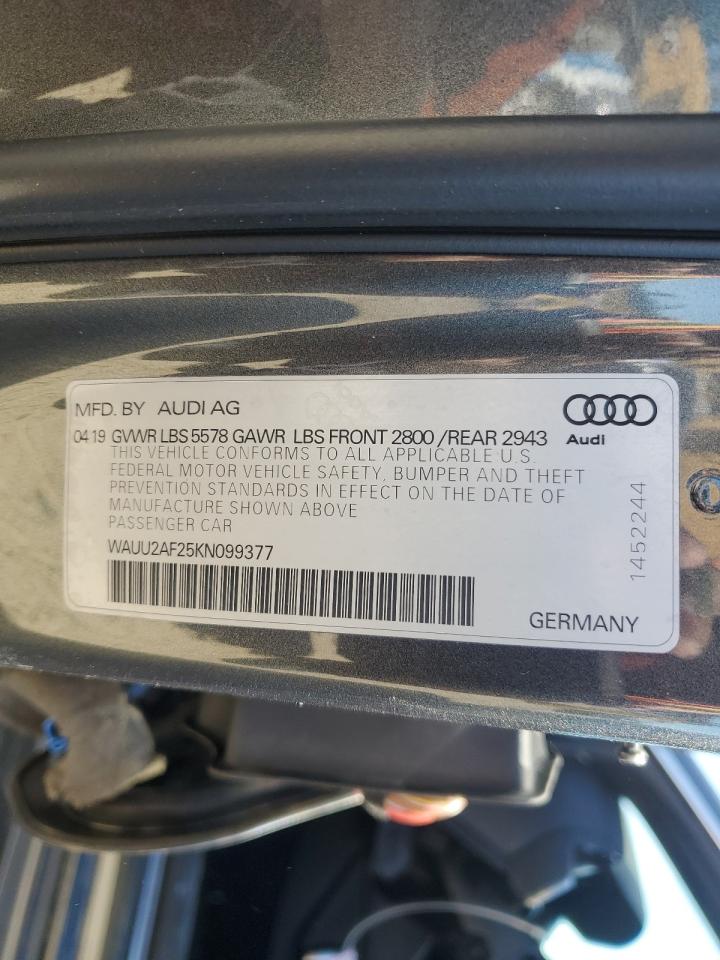 MFD. BY AUDI AG
04 19 GVWR LBS 5578 GAWR LBS FRONT 2800 /REAR 2943
Audi
THIS VEHICLE CONFORMS TO ALL APPLICABLE U.S.
FEDERAL MOTOR VEHICLE SAFETY, BUMPER AND THEFT
PREVENTION STANDARDS IN EFFECT ON THE DATE OF
MANUFACTURE SHOWN ABOVE
PASSENGER CAR
WAUU2AF25KN099377
GERMANY
1452244